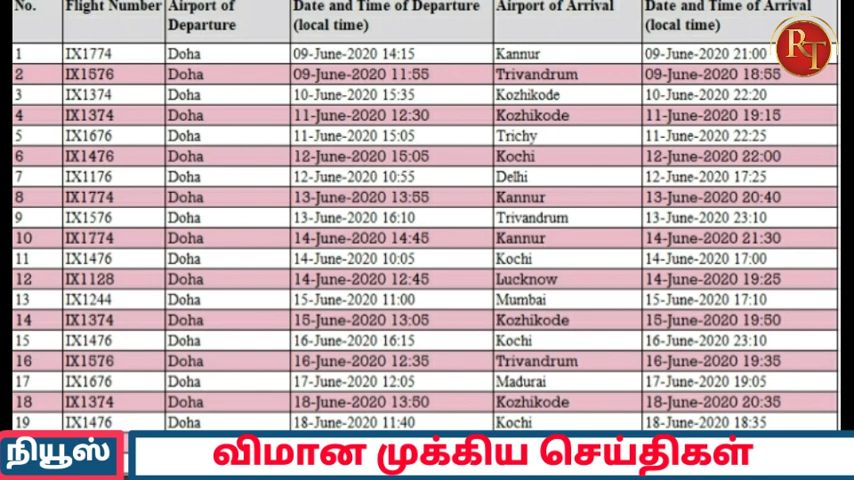 No. Flight Number Airport of Departure Date and Time of Departure (local time) Airport of Arrival Date and Time of Arrival (local time)
1 IX1774 Doha 09-June-2020 14:15 Kannur 09-June-2020 21:00
2 IX1576 Doha 09-June-2020 11:55 Trivandrum 09-June-2020 18:55
3 IX1374 Doha 10-June-2020 15:35 Kozhikode 10-June-2020 22:20
4 IX1374 Doha 11-June-2020 12:30 Kozhikode 11-June-2020 19:15
5 IX1676 Doha 11-June-2020 15:05 Trichy 11-June-2020 22:25
6 IX1476 Doha 12-June-2020 15:05 Kochi 12-June-2020 22:00
7 IX1176 Doha 12-June-2020 10:55 Delhi 12-June-2020 17:25
8 IX1774 Doha 13-June-2020 13:55 Kannur 13-June-2020 20:40
9 IX1576 Doha 13-June-2020 16:10 Trivandrum 13-June-2020 23:10
10 IX1774 Doha 14-June-2020 14:45 Kannur 14-June-2020 21:30
11 IX1476 Doha 14-June-2020 10:05 Kochi 14-June-2020 17:00
12 IX1128 Doha 14-June-2020 12:45 Lucknow 14-June-2020 19:25
13 IX1244 Doha 15-June-2020 11:00 Mumbai 15-June-2020 17:10
14 IX1374 Doha 15-June-2020 13:05 Kozhikode 15-June-2020 19:50
15 IX1476 Doha 16-June-2020 16:15 Kochi 16-June-2020 23:10
16 IX1576 Doha 16-June-2020 12:35 Trivandrum 16-June-2020 19:35
17 IX1676 Doha 17-June-2020 12:05 Madurai 17-June-2020 19:05
18 IX1374 Doha 18-June-2020 13:50 Kozhikode 18-June-2020 20:35
19 IX1476 Doha 18-June-2020 11:40 Kochi 18-June-2020 18:35
RT
நியூஸ் விமான முக்கிய செய்திகள்